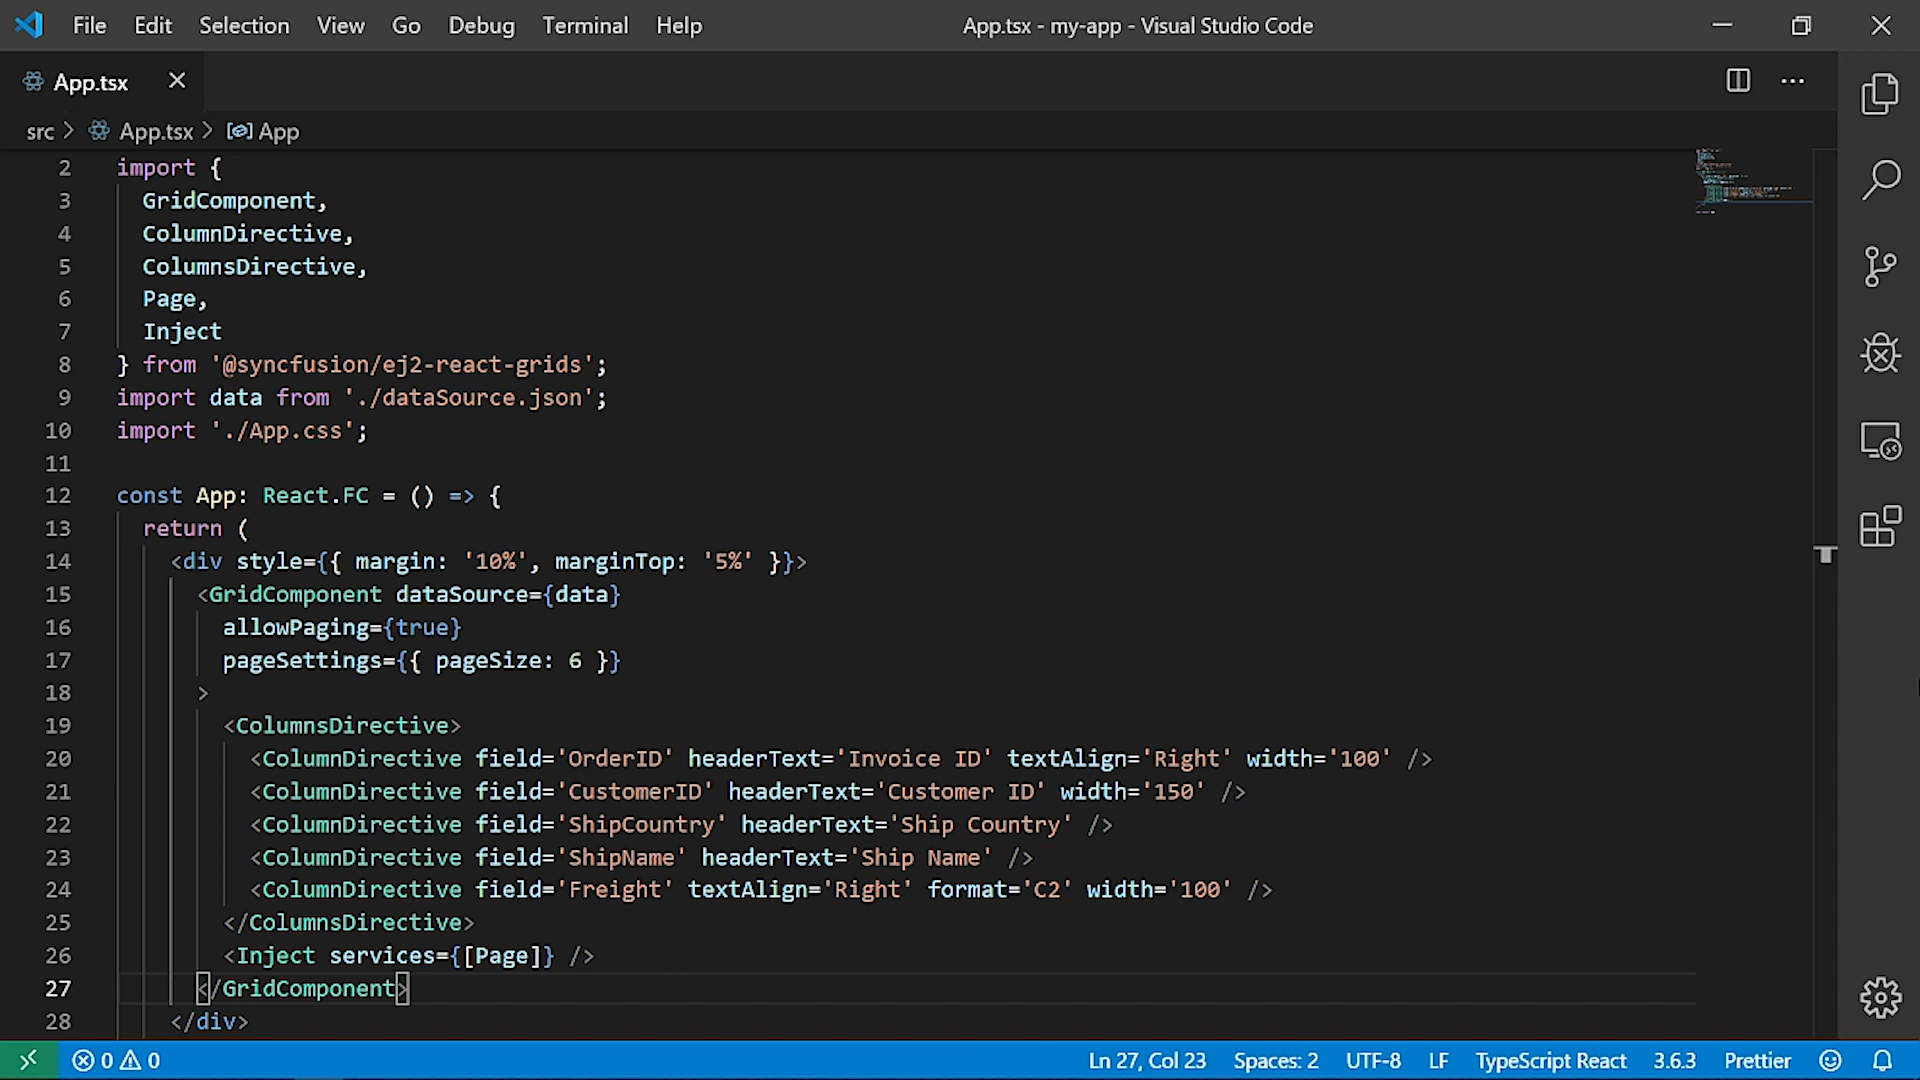 File Edit Selection View Go Debug Terminal Help App.tsx - my-app - Visual Studio Code
App.tsx
src > App.tsx > App
2 import {
3 GridComponent,
4 ColumnDirective,
5 ColumnsDirective,
6 Page,
7 Inject
8 } from '@syncfusion/ej2-react-grids';
9 import data from './dataSource.json';
10 import './App.css';
11
12 const App: React.FC = () => {
13 return (
14 <div style={{ margin: '10%', marginTop: '5%' }}>
15 <GridComponent dataSource={data}
16 allowPaging={true}
17 pageSettings={{ pageSize: 6 }}
18 >
19 <ColumnsDirective>
20 <ColumnDirective field='OrderID' headerText='Invoice ID' textAlign='Right' width='100' />
21 <ColumnDirective field='CustomerID' headerText='Customer ID' width='150' />
22 <ColumnDirective field='ShipCountry' headerText='Ship Country' />
23 <ColumnDirective field='ShipName' headerText='Ship Name' />
24 <ColumnDirective field='Freight' textAlign='Right' format='C2' width='100' />
25 </ColumnsDirective>
26 <Inject services={[Page]} />
27 </GridComponent>
28 </div>
0 0 Ln 27, Col 23 Spaces: 2 UTF-8 LF TypeScript React 3.6.3 Prettier